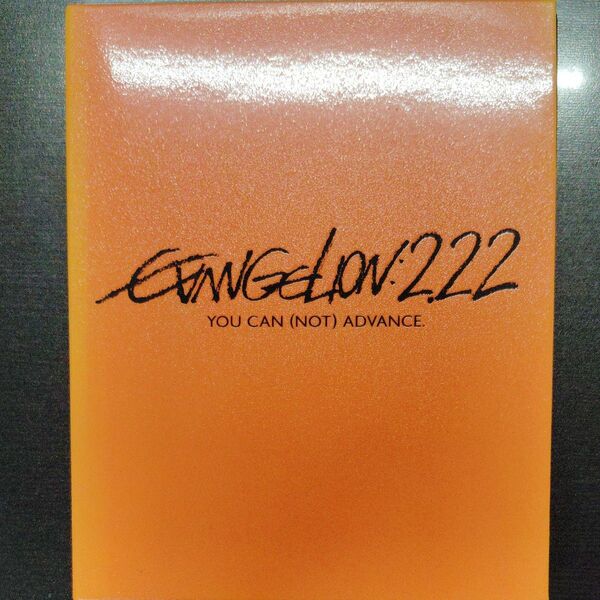 EVANGELION:2.22
YOU CAN (NOT) ADVANCE.